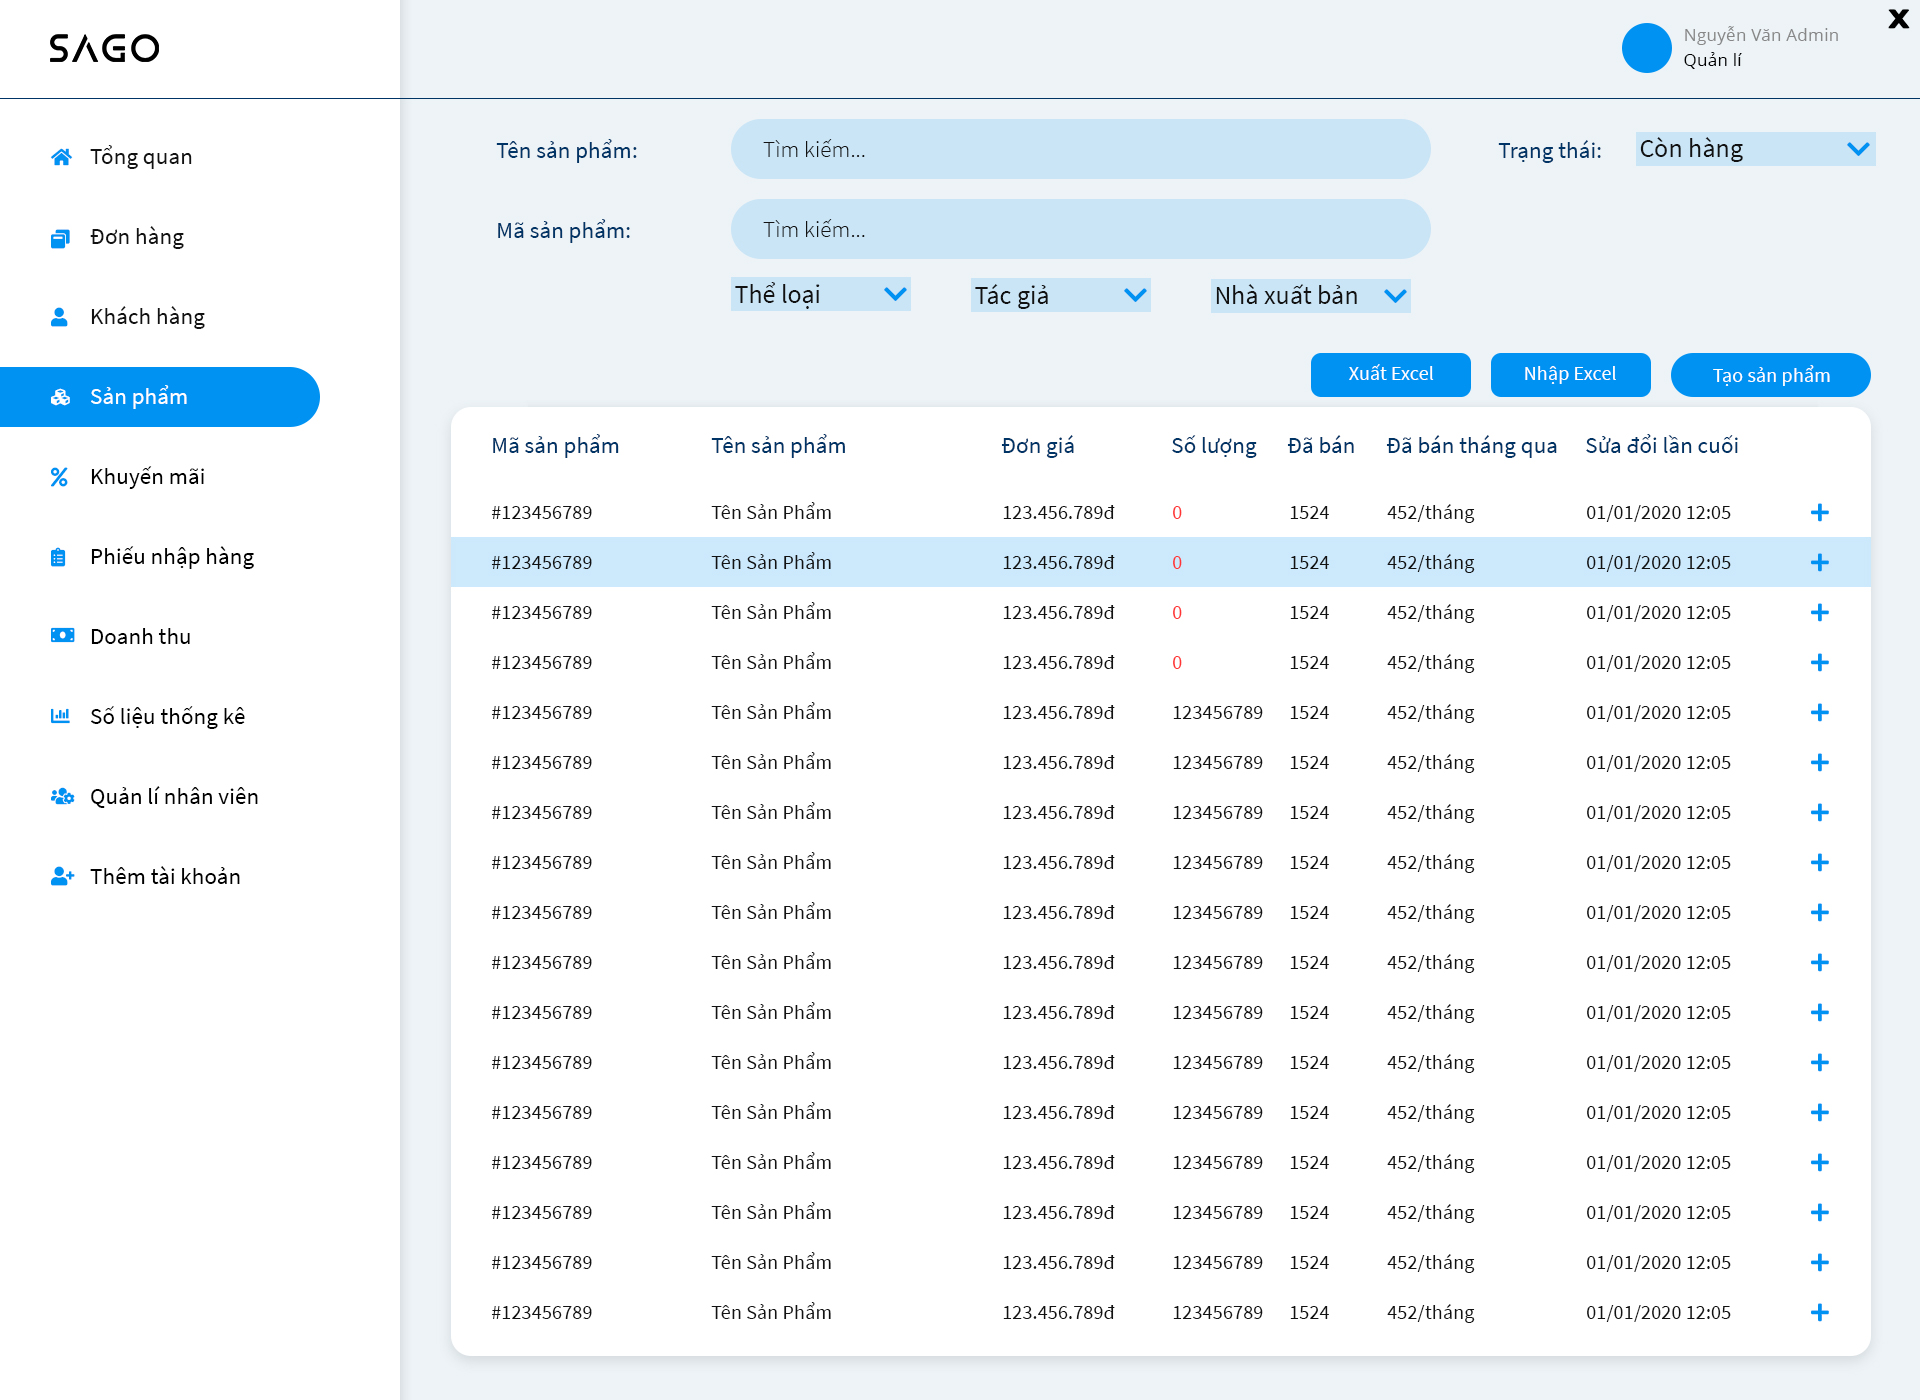 SAGO
Nguyễn Văn Admin
Quản lí
X
Tổng quan
Đơn hàng
Khách hàng
Sản phẩm
Khuyến mãi
Phiếu nhập hàng
Doanh thu
Số liệu thống kê
Quản lí nhân viên
Thêm tài khoản
Tên sản phẩm: Tìm kiếm... Trạng thái: Còn hàng
Mã sản phẩm: Tìm kiếm...
Thể loại Tác giả Nhà xuất bản
Xuất Excel Nhập Excel Tạo sản phẩm
Mã sản phẩm Tên sản phẩm Đơn giá Số lượng Đã bán Đã bán tháng qua Sửa đổi lần cuối
#123456789 Tên Sản Phẩm 123.456.789đ 0 1524 452/tháng 01/01/2020 12:05
#123456789 Tên Sản Phẩm 123.456.789đ 0 1524 452/tháng 01/01/2020 12:05
#123456789 Tên Sản Phẩm 123.456.789đ 0 1524 452/tháng 01/01/2020 12:05
#123456789 Tên Sản Phẩm 123.456.789đ 0 1524 452/tháng 01/01/2020 12:05
#123456789 Tên Sản Phẩm 123.456.789đ 123456789 1524 452/tháng 01/01/2020 12:05
#123456789 Tên Sản Phẩm 123.456.789đ 123456789 1524 452/tháng 01/01/2020 12:05
#123456789 Tên Sản Phẩm 123.456.789đ 123456789 1524 452/tháng 01/01/2020 12:05
#123456789 Tên Sản Phẩm 123.456.789đ 123456789 1524 452/tháng 01/01/2020 12:05
#123456789 Tên Sản Phẩm 123.456.789đ 123456789 1524 452/tháng 01/01/2020 12:05
#123456789 Tên Sản Phẩm 123.456.789đ 123456789 1524 452/tháng 01/01/2020 12:05
#123456789 Tên Sản Phẩm 123.456.789đ 123456789 1524 452/tháng 01/01/2020 12:05
#123456789 Tên Sản Phẩm 123.456.789đ 123456789 1524 452/tháng 01/01/2020 12:05
#123456789 Tên Sản Phẩm 123.456.789đ 123456789 1524 452/tháng 01/01/2020 12:05
#123456789 Tên Sản Phẩm 123.456.789đ 123456789 1524 452/tháng 01/01/2020 12:05
#123456789 Tên Sản Phẩm 123.456.789đ 123456789 1524 452/tháng 01/01/2020 12:05
#123456789 Tên Sản Phẩm 123.456.789đ 123456789 1524 452/tháng 01/01/2020 12:05
#123456789 Tên Sản Phẩm 123.456.789đ 123456789 1524 452/tháng 01/01/2020 12:05